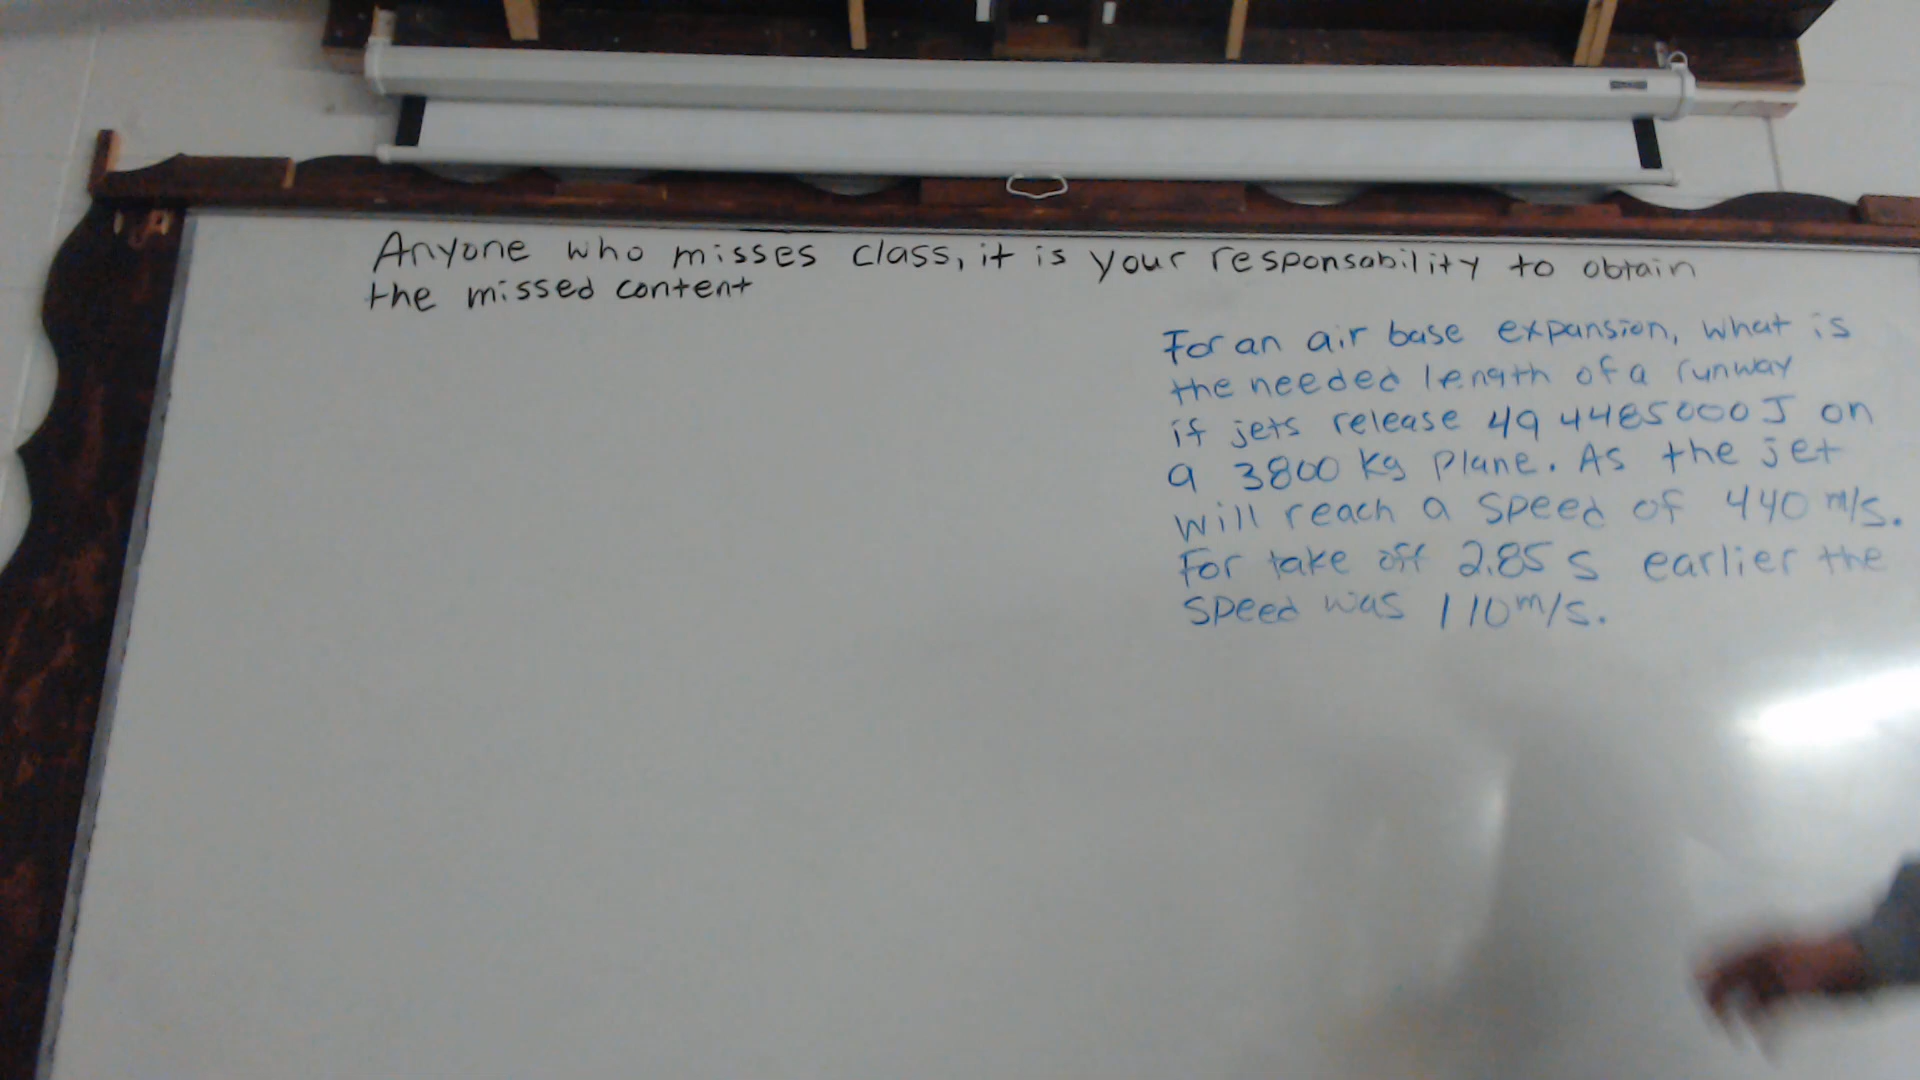 Anyone who misses class, it is your responsability to obtain
the missed content
For an air base expansion, what is
the needed length of a runway
if jets release 494485000J on
a 3800 kg plane. As the jet
will reach a speed of 440 m/s.
For take off 2.85 s earlier the
speed was 110 m/s.